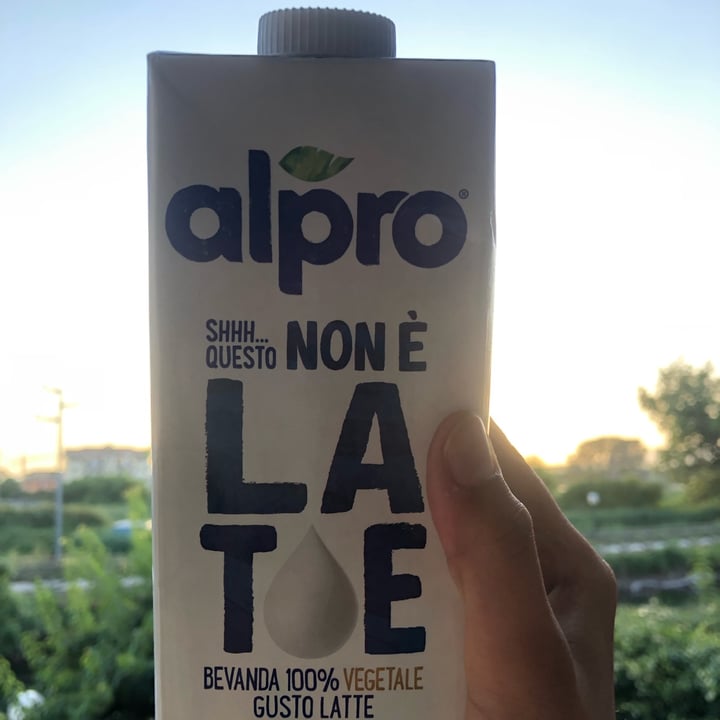 alpro®
SHHH... QUESTO NON È
LA
T E
BEVANDA 100% VEGETALE
GUSTO LATTE